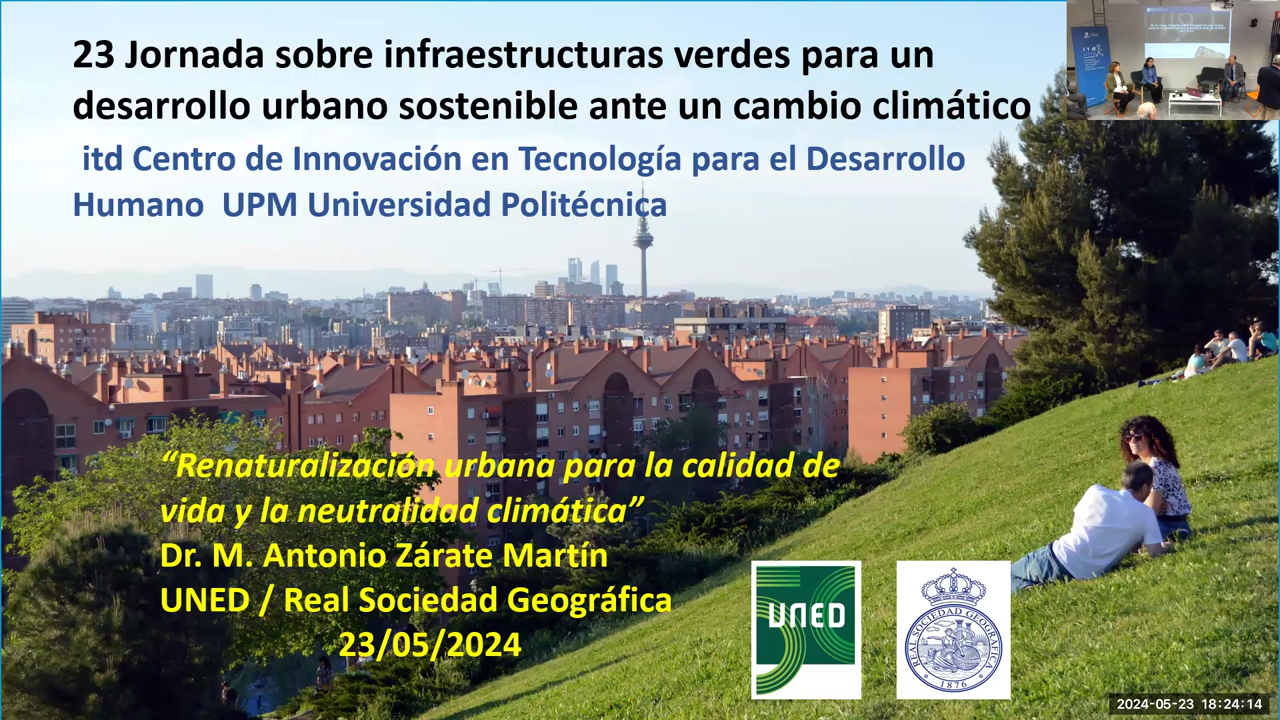 23 Jornada sobre infraestructuras verdes para un
desarrollo urbano sostenible ante un cambio climático
itd Centro de Innovación en Tecnología para el Desarrollo
Humano UPM Universidad Politécnica
“Renaturalización urbana para la calidad de
vida y la neutralidad climática”
Dr. M. Antonio Zárate Martín
UNED / Real Sociedad Geográfica
23/05/2024
UNED
REAL SOCIEDAD GEOGRÁFICA
1876
2024-05-23 18:24:14